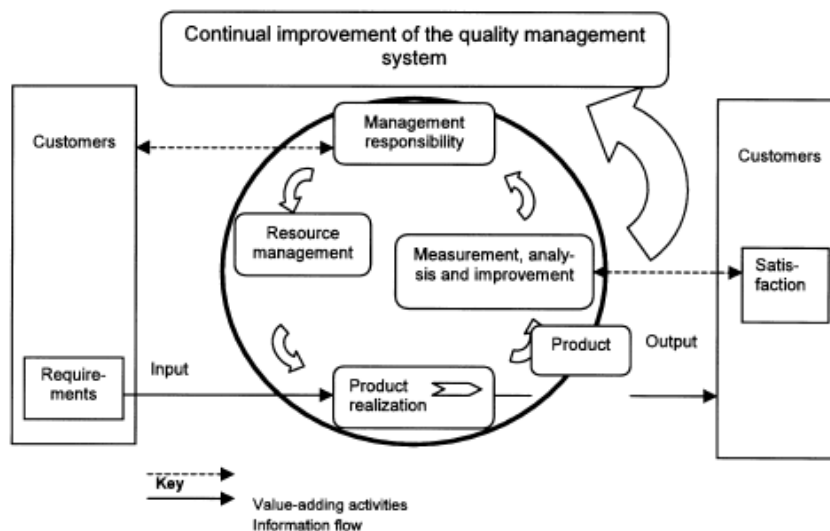 Continual improvement of the quality management
system
Customers
Management
responsibility
Customers
Resource
management
Measurement, analy-
sis and improvement
Satis-
faction
Product
Output
Require-
ments
Input
Product
realization
Key
Value-adding activities
Information flow